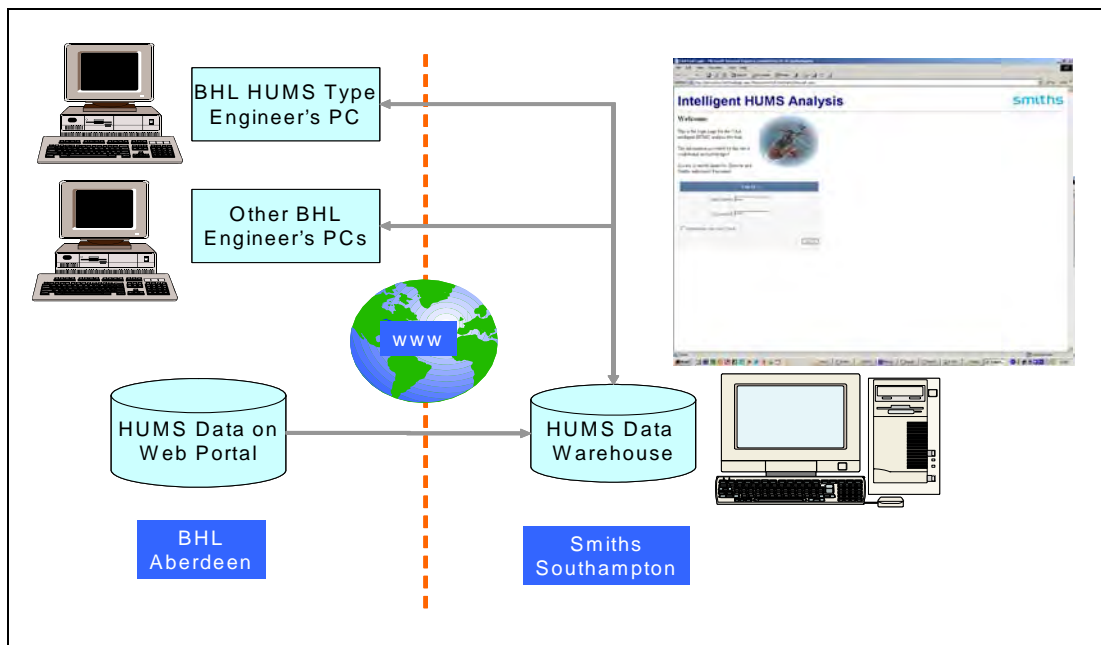 BHL HUMS Type
Engineer's PC
Other BHL
Engineer's PCs
www
HUMS Data on
Web Portal
HUMS Data
Warehouse
BHL
Aberdeen
Smiths
Southampton
Intelligent HUMS Analysis
smiths
Welcome